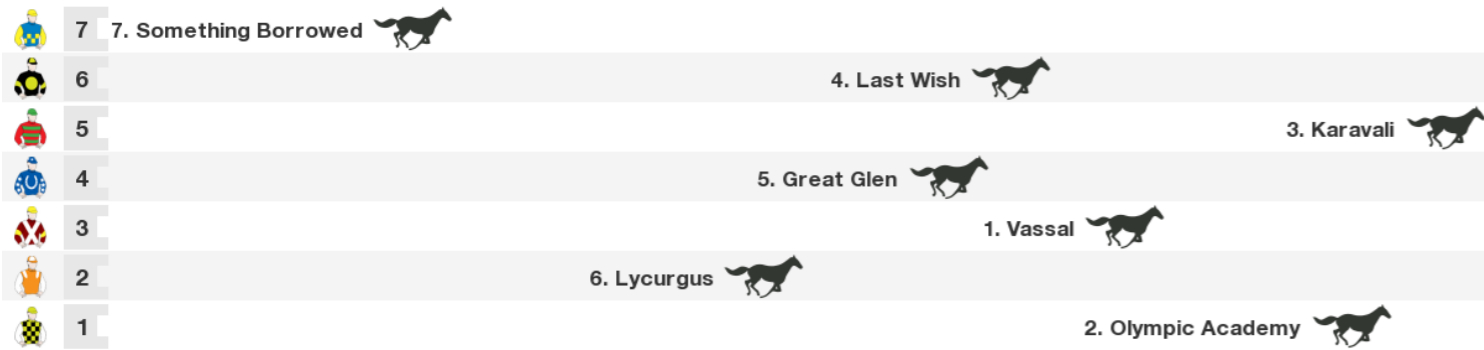 7 7. Something Borrowed
6 4. Last Wish
5 3. Karavali
4 5. Great Glen
3 1. Vassal
2 6. Lycurgus
1 2. Olympic Academy